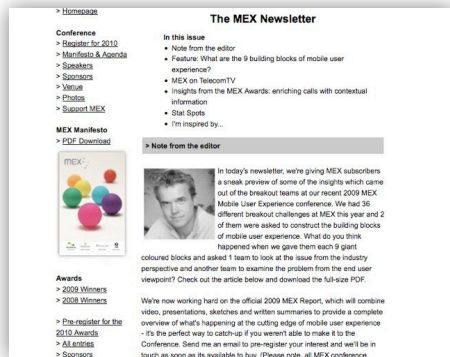 > Homepage
Conference
> Register for 2010
> Manifesto & Agenda
> Speakers
> Sponsors
> Venue
> Photos
> Support MEX
MEX Manifesto
> PDF Download
mex
Awards
> 2009 Winners
> 2008 Winners
> Pre-register for the
2010 Awards
> All entries
> Sponsors
The MEX Newsletter
In this issue
• Note from the editor
• Feature: What are the 9 building blocks of mobile user
experience?
• MEX on TelecomTV
• Insights from the MEX Awards: enriching calls with contextual
information
• Stat Spots
• I'm inspired by...
> Note from the editor
In today's newsletter, we're giving MEX subscribers
a sneak preview of some of the insights which came
out of the breakout teams at our recent 2009 MEX
Mobile User Experience conference. We had 36
different breakout challenges at MEX this year and 2
of them were asked to construct the building blocks
of mobile user experience. What do you think
happened when we gave them each 9 giant
coloured blocks and asked 1 team to look at the issue from the industry
perspective and another team to examine the problem from the end user
viewpoint? Check out the article below and download the full-size PDF.
We're now working hard on the official 2009 MEX Report, which will combine
video, presentations, sketches and written summaries to provide a complete
overview of what's happening at the cutting edge of mobile user experience
- it's the perfect way to catch-up if you weren't able to make it to the
Conference. Send me an email to pre-register your interest and we'll be in
touch as soon as its available to buy. (Please note, all MEX conference